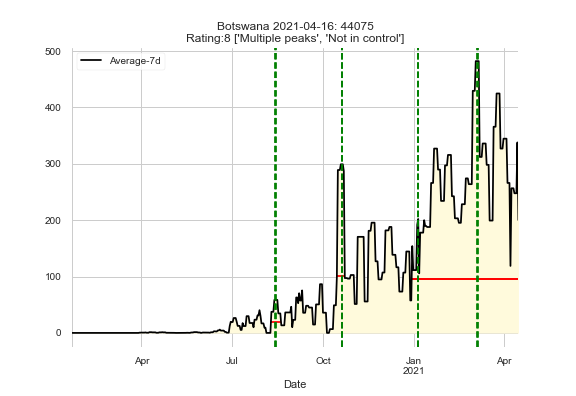 Botswana 2021-04-16: 44075
Rating:8 ['Multiple peaks', 'Not in control']
Average-7d
500
400
300
200
100
0
Apr
Jul
Oct
Jan
2021
Apr
Date